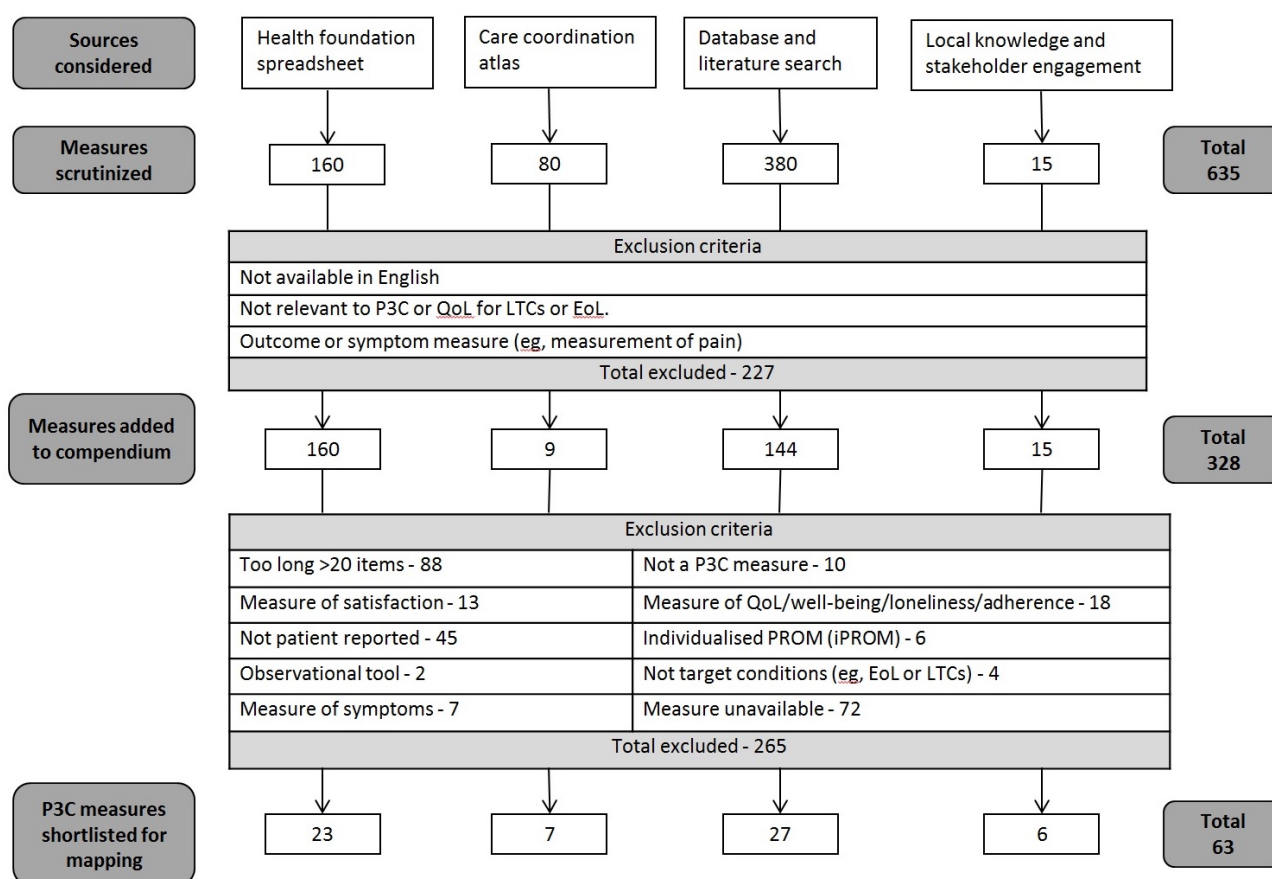 Sources
considered
Health foundation
spreadsheet
Care coordination
atlas
Database and
literature search
Local knowledge and
stakeholder engagement
Measures
scrutinized
160
80
380
15
Total
635
Exclusion criteria
Not available in English
Not relevant to P3C or QoL for LTCs or EoL.
Outcome or symptom measure (eg, measurement of pain)
Total excluded - 227
Measures added
to compendium
160
9
144
15
Total
328
Exclusion criteria
Too long >20 items - 88
Not a P3C measure - 10
Measure of satisfaction - 13
Measure of QoL/well-being/loneliness/adherence - 18
Not patient reported - 45
Individualised PROM (iPROM) - 6
Observational tool - 2
Not target conditions (eg, EoL or LTCs) - 4
Measure of symptoms - 7
Measure unavailable - 72
Total excluded - 265
P3C measures
shortlisted for
mapping
23
7
27
6
Total
63